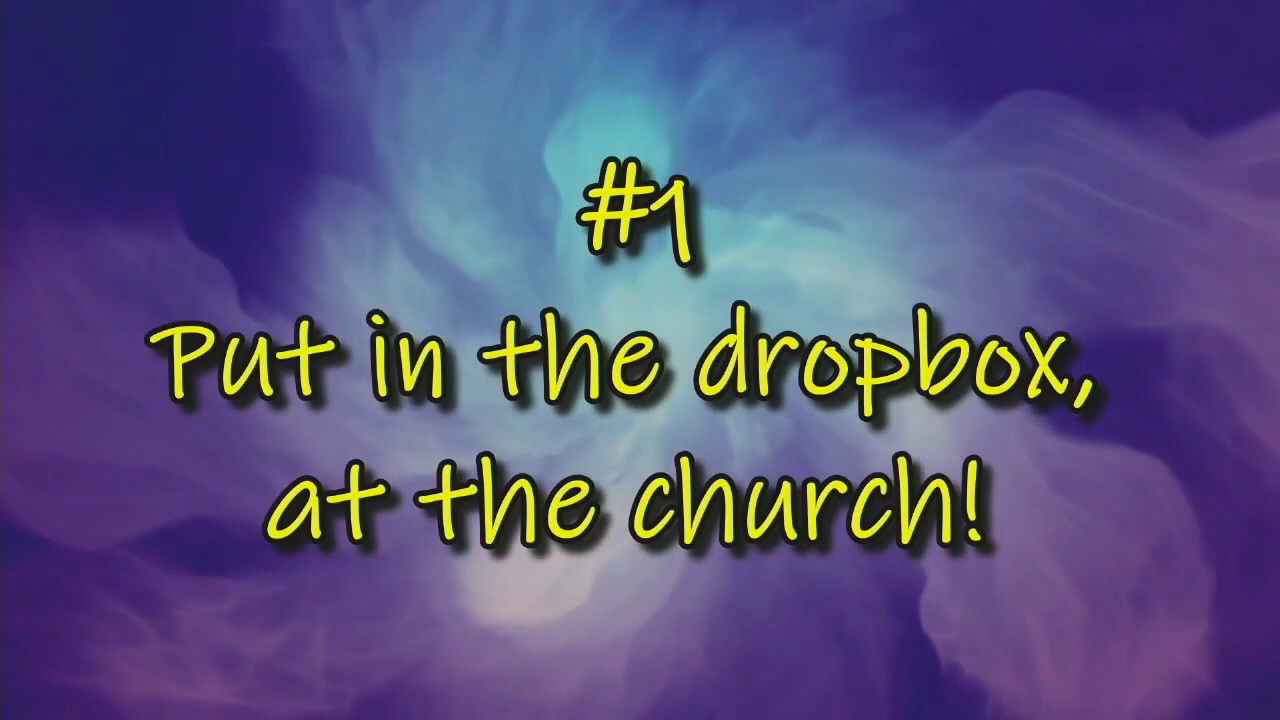 #1
Put in the dropbox,
at the church!